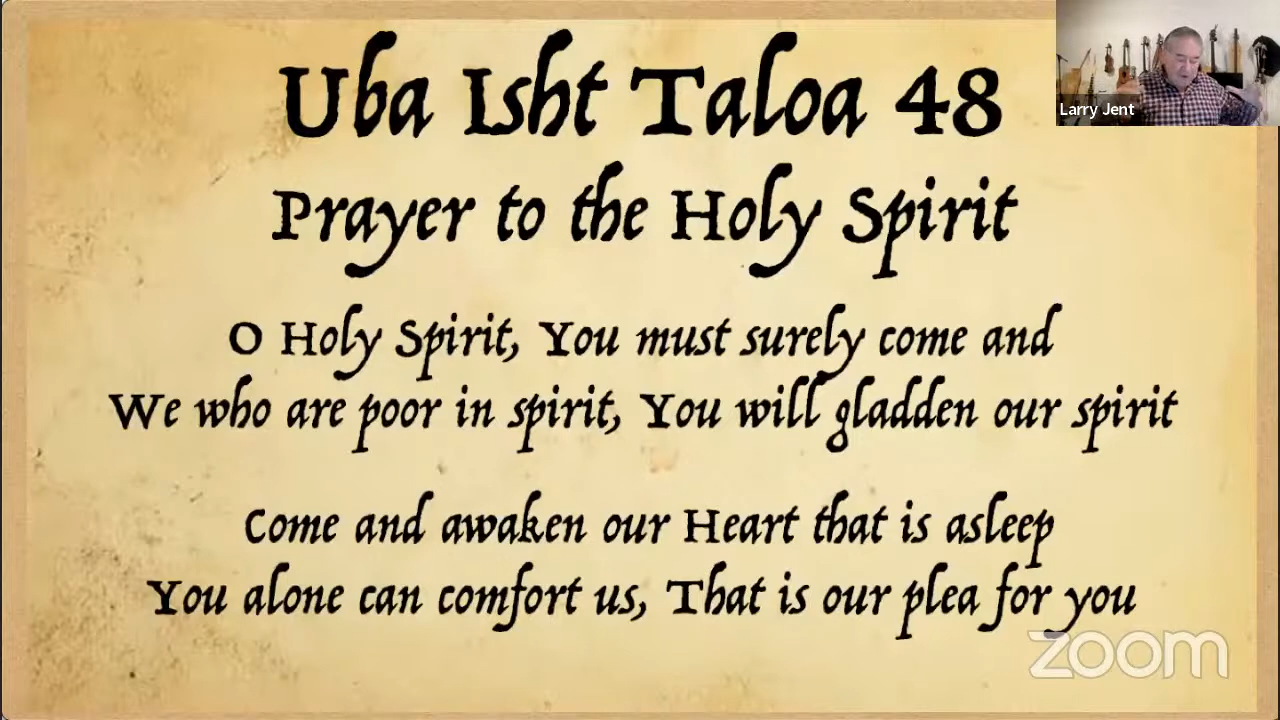 Uba Isht Taloa 48
Larry Jent
Prayer to the Holy Spirit
O Holy Spirit, You must surely come and
We who are poor in spirit, You will gladden our spirit
Come and awaken our Heart that is asleep
You alone can comfort us, That is our plea for you
zoom